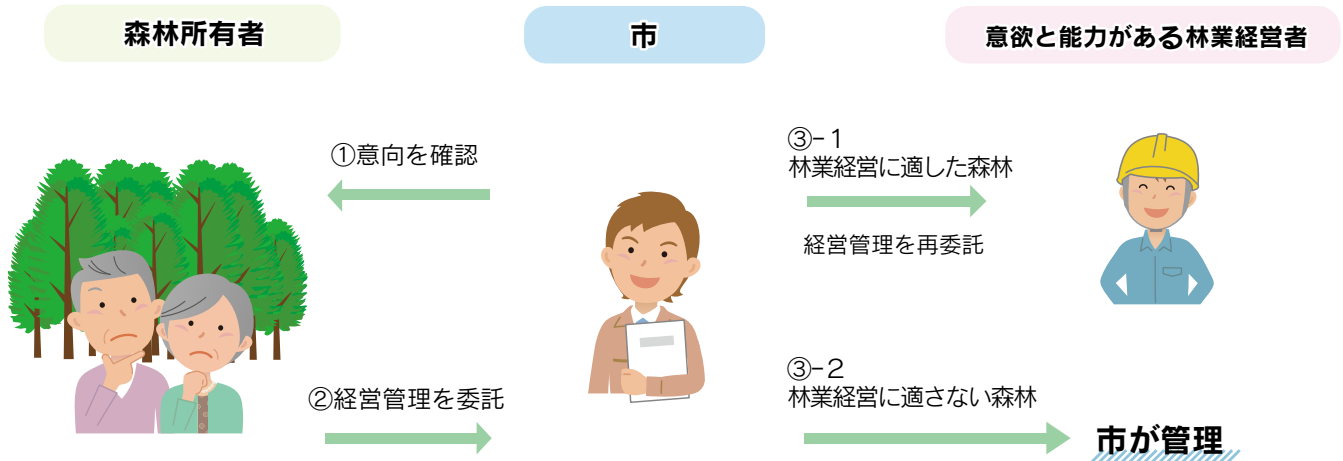 森林所有者
市
意欲と能力がある林業経営者
①意向を確認
②経営管理を委託
③-1
林業経営に適した森林
経営管理を再委託
③-2
林業経営に適さない森林
市が管理